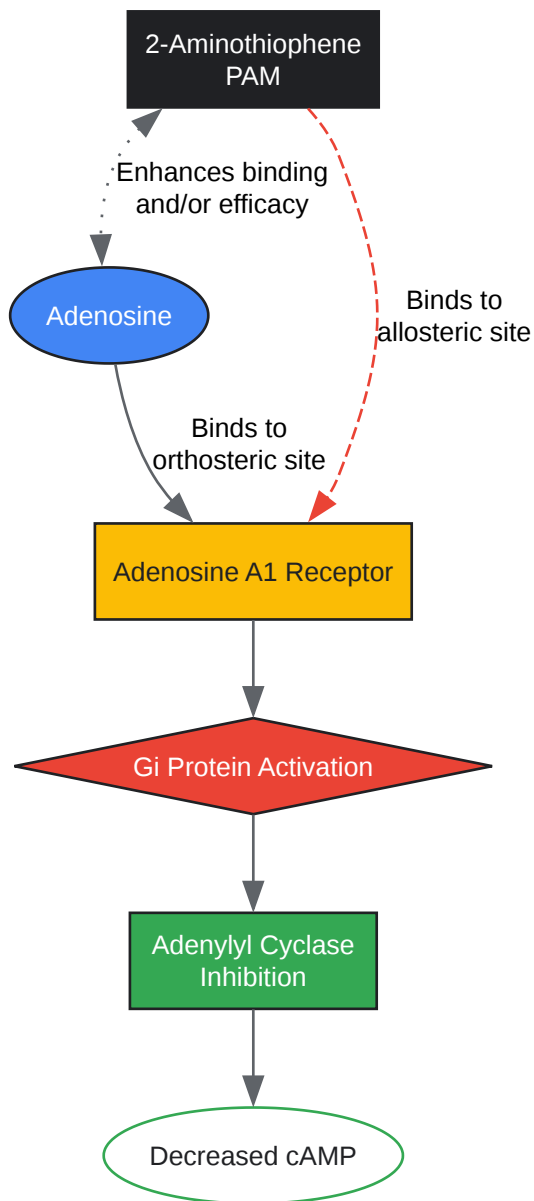 2-Aminothiophene
PAM
Enhances binding
and/or efficacy
Adenosine
Binds to
allosteric site
Binds to
orthosteric site
Adenosine A1 Receptor
Gi Protein Activation
Adenylyl Cyclase
Inhibition
Decreased cAMP